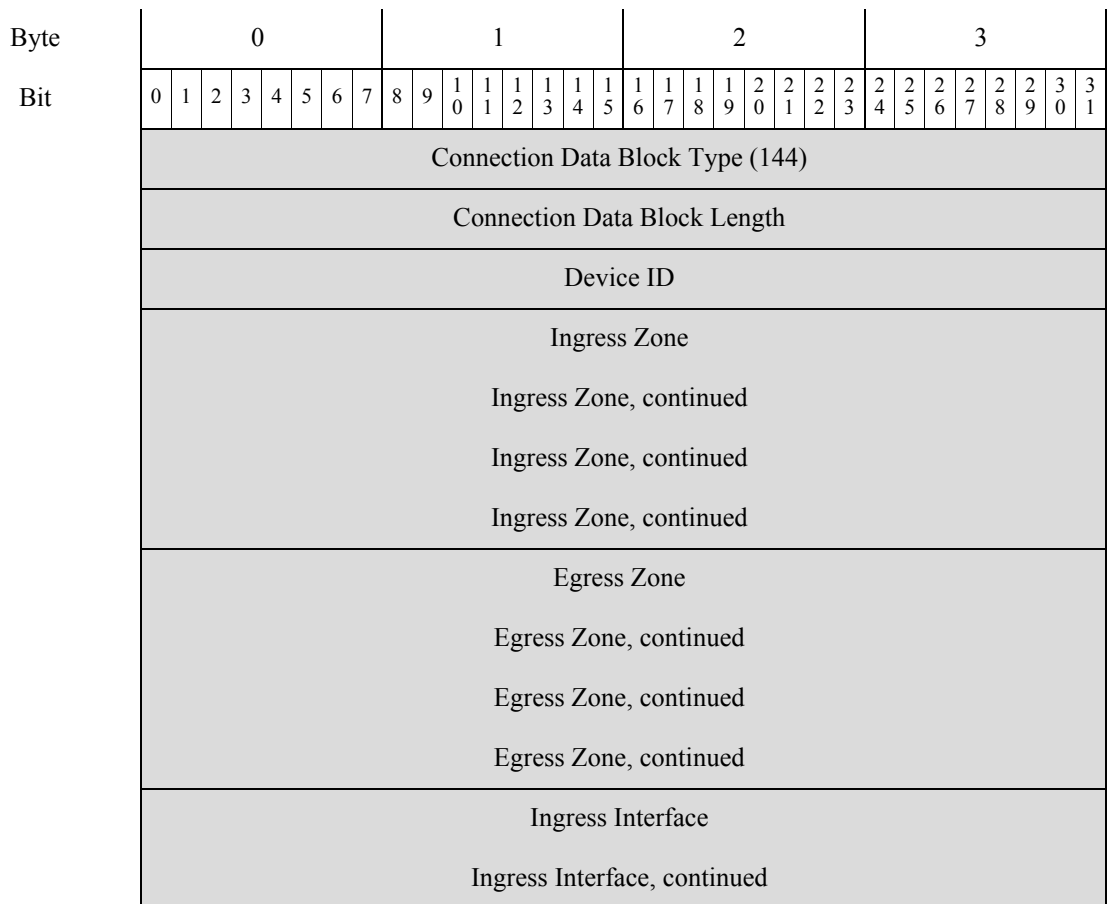 Byte 0 1 2 3
Bit 0 1 2 3 4 5 6 7 8 9 10 11 12 13 14 15 16 17 18 19 20 21 22 23 24 25 26 27 28 29 30 31
Connection Data Block Type (144)
Connection Data Block Length
Device ID
Ingress Zone
Ingress Zone, continued
Ingress Zone, continued
Ingress Zone, continued
Egress Zone
Egress Zone, continued
Egress Zone, continued
Egress Zone, continued
Ingress Interface
Ingress Interface, continued